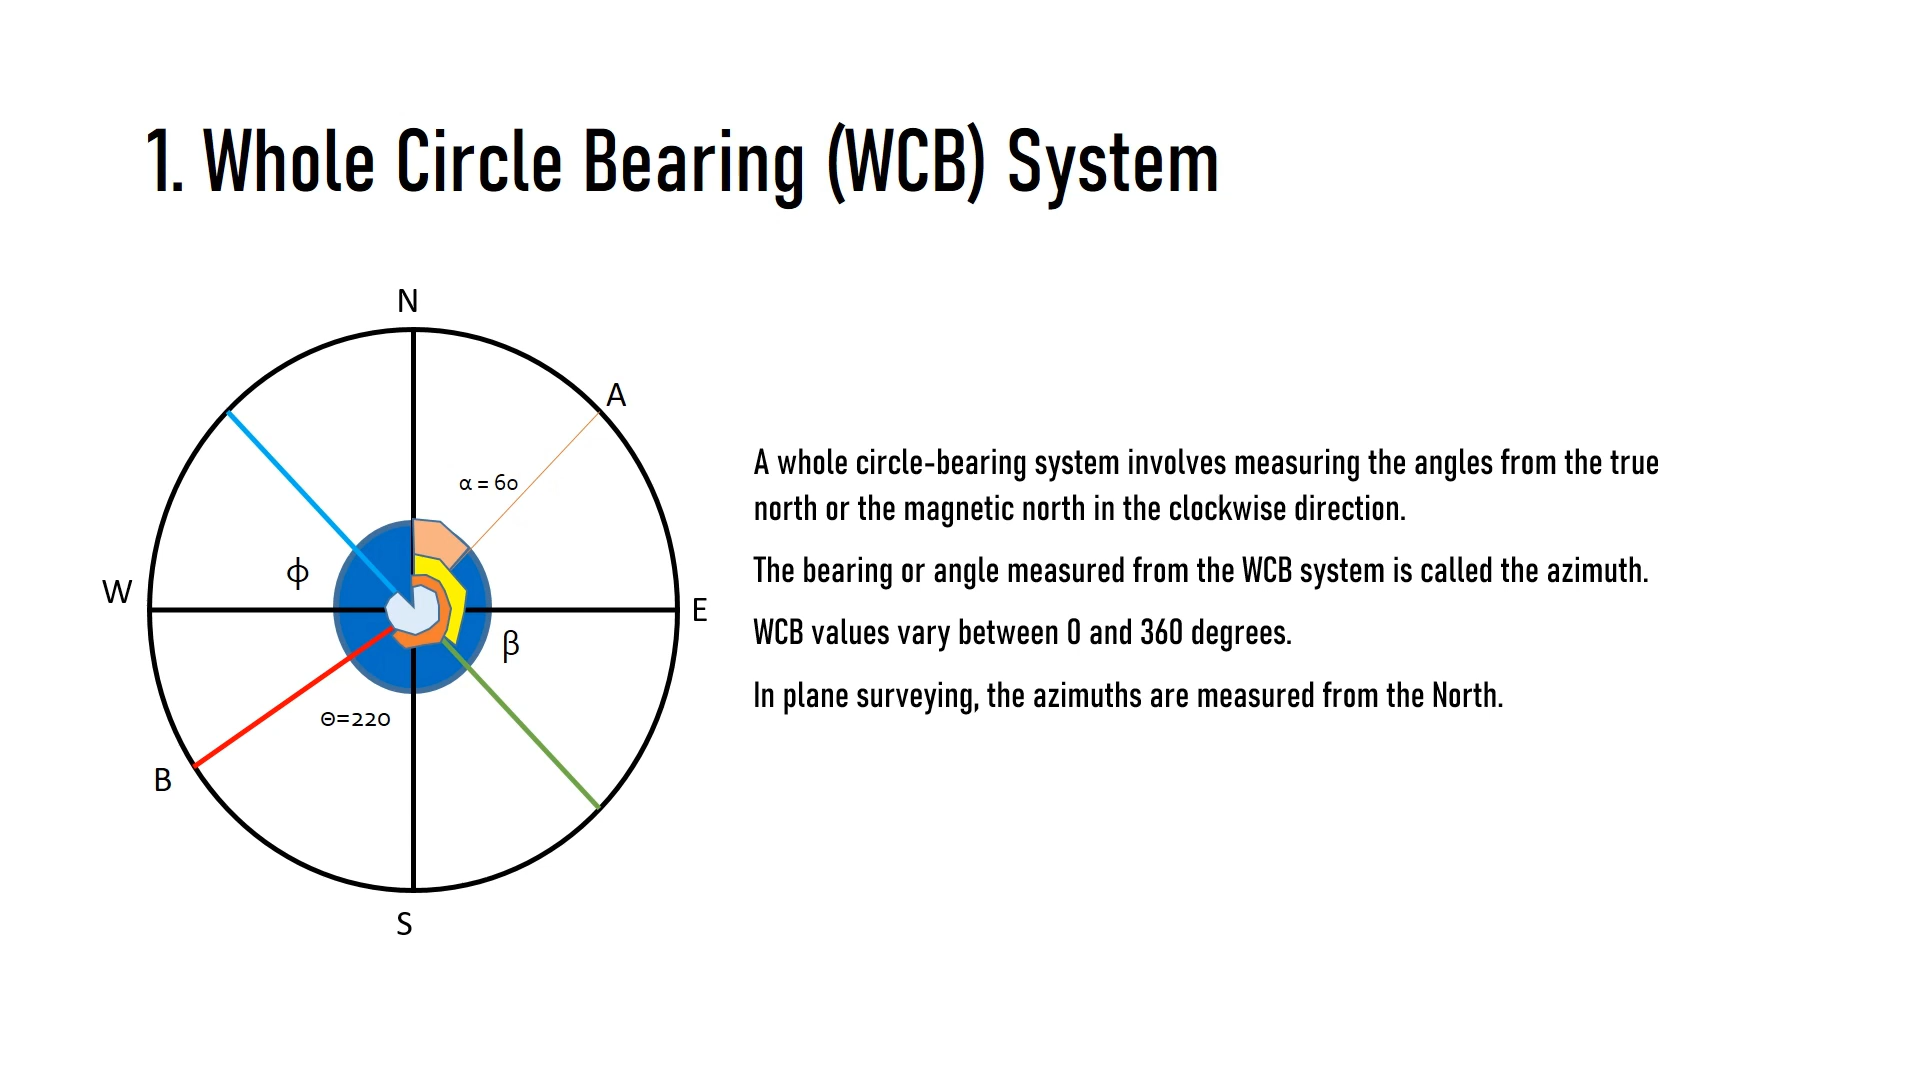 1. Whole Circle Bearing (WCB) System
N
A
α = 60
ϕ
W
E
β
Θ=220
B
S
A whole circle-bearing system involves measuring the angles from the true
north or the magnetic north in the clockwise direction.
The bearing or angle measured from the WCB system is called the azimuth.
WCB values vary between 0 and 360 degrees.
In plane surveying, the azimuths are measured from the North.